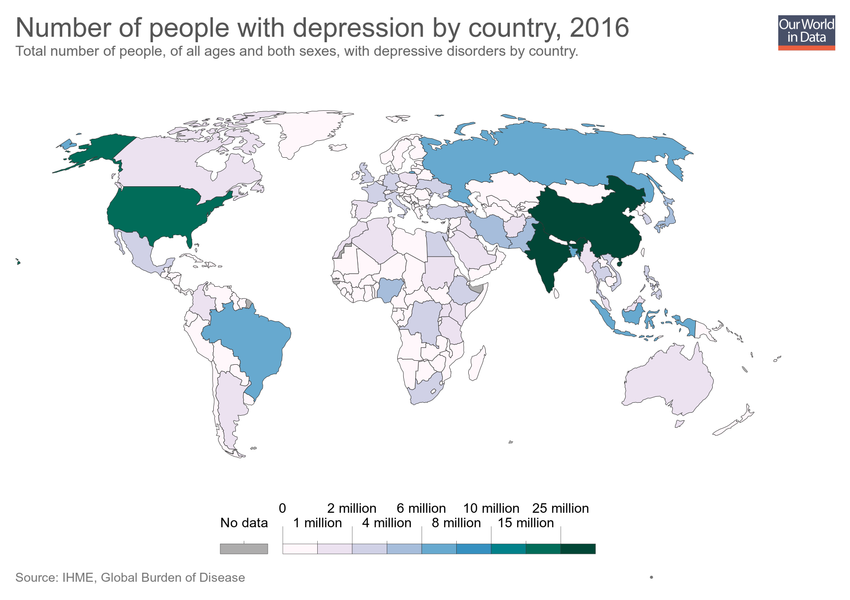 Number of people with depression by country, 2016
Our World
in Data
Total number of people, of all ages and both sexes, with depressive disorders by country.
0 2 million 6 million 10 million 25 million
No data 1 million 4 million 8 million 15 million
Source: IHME, Global Burden of Disease